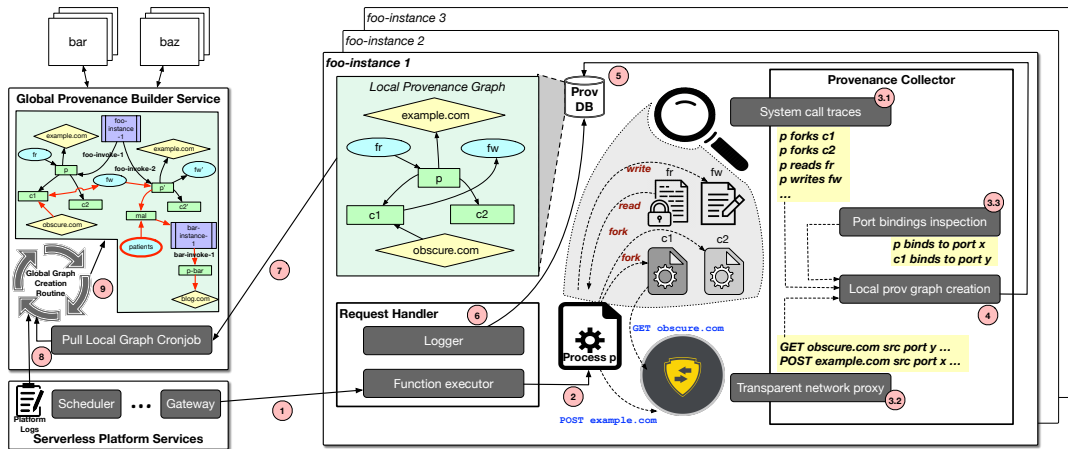 bar
baz
Global Provenance Builder Service
foo-
instance
-1
example.com
example.com
foo-invoke-1
fr
p
foo-invoke-2
fw
p'
fw'
c1
c2
c2'
mal
obscure.com
bar-
instance-
1
patients
bar-invoke-1
p-bar
blog.com
Global Graph
Creation
Routine
9
Pull Local Graph Cronjob
8
7
Platform
Logs
Scheduler
...
Gateway
Serverless Platform Services
1
foo-instance 3
foo-instance 2
foo-instance 1
Local Provenance Graph
example.com
fr
fw
p
c1
c2
obscure.com
Prov
DB
5
Request Handler
6
Logger
Function executor
2
write
fr
fw
read
fork
c1
c2
fork
Process p
GET obscure.com
POST example.com
Provenance Collector
System call traces
3.1
p forks c1
p forks c2
p reads fr
p writes fw
...
3.3
Port bindings inspection
p binds to port x
c1 binds to port y
Local prov graph creation
4
GET obscure.com src port y ...
POST example.com src port x ...
Transparent network proxy
3.2